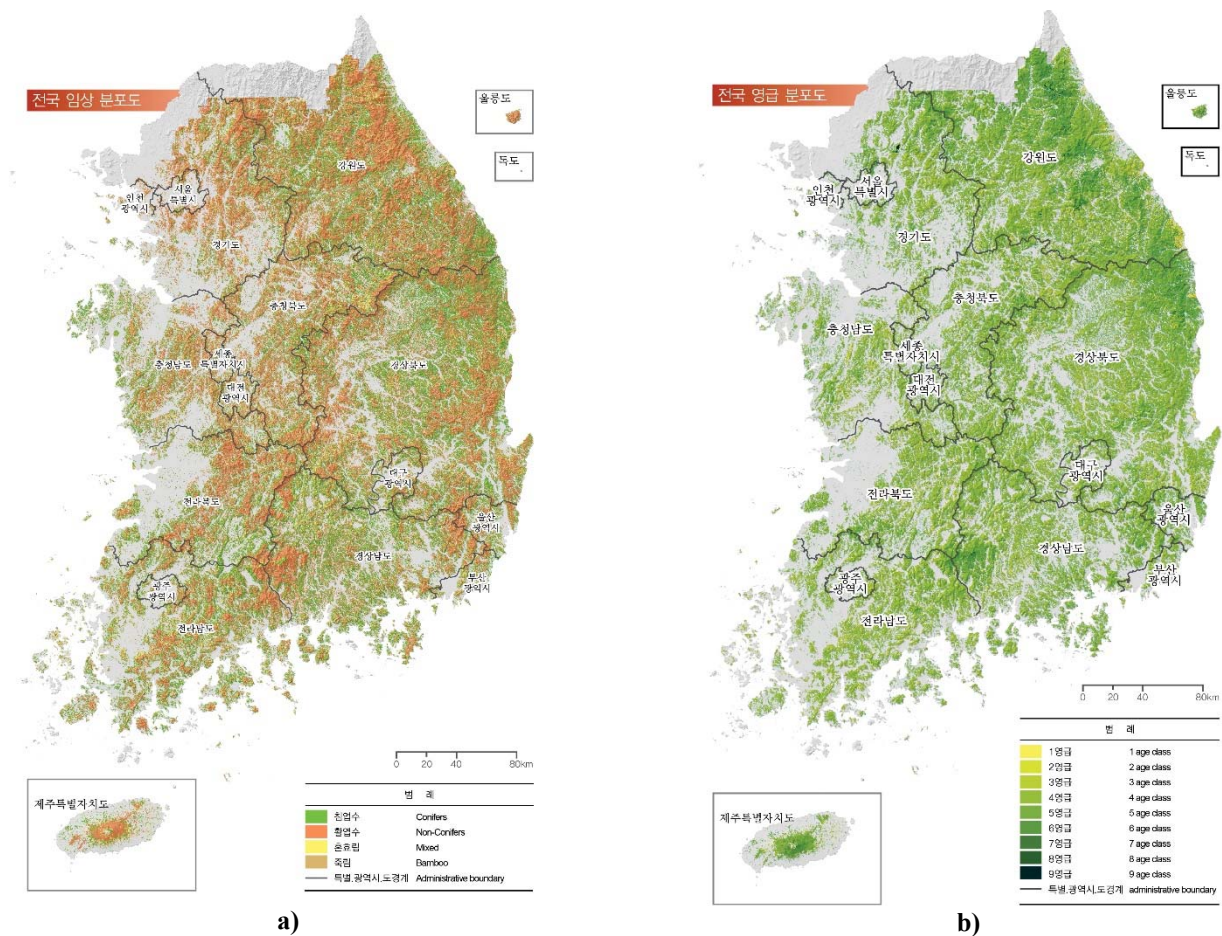 전국 임상 분포도
울릉도
독도
강원도
서울
특별시
인천
광역시
경기도
충청북도
세종
특별자치시
충청남도
대전
광역시
경상북도
대구
광역시
전라북도
울산
광역시
경상남도
부산
광역시
광주
광역시
전라남도
0 20 40 80km
제주특별자치도
범 례
침엽수 Conifers
활엽수 Non-Conifers
혼효림 Mixed
죽림 Bamboo
특별.광역시.도경계 Administrative boundary
a)
전국 영급 분포도
울릉도
독도
강원도
서울
특별시
인천
광역시
경기도
충청북도
충청남도
세종
특별자치시
대전
광역시
경상북도
대구
광역시
전라북도
울산
광역시
경상남도
부산
광역시
광주
광역시
전라남도
0 20 40 80km
제주특별자치도
범 례
1영급 1 age class
2영급 2 age class
3영급 3 age class
4영급 4 age class
5영급 5 age class
6영급 6 age class
7영급 7 age class
8영급 8 age class
9영급 9 age class
특별.광역시.도경계 administrative boundary
b)